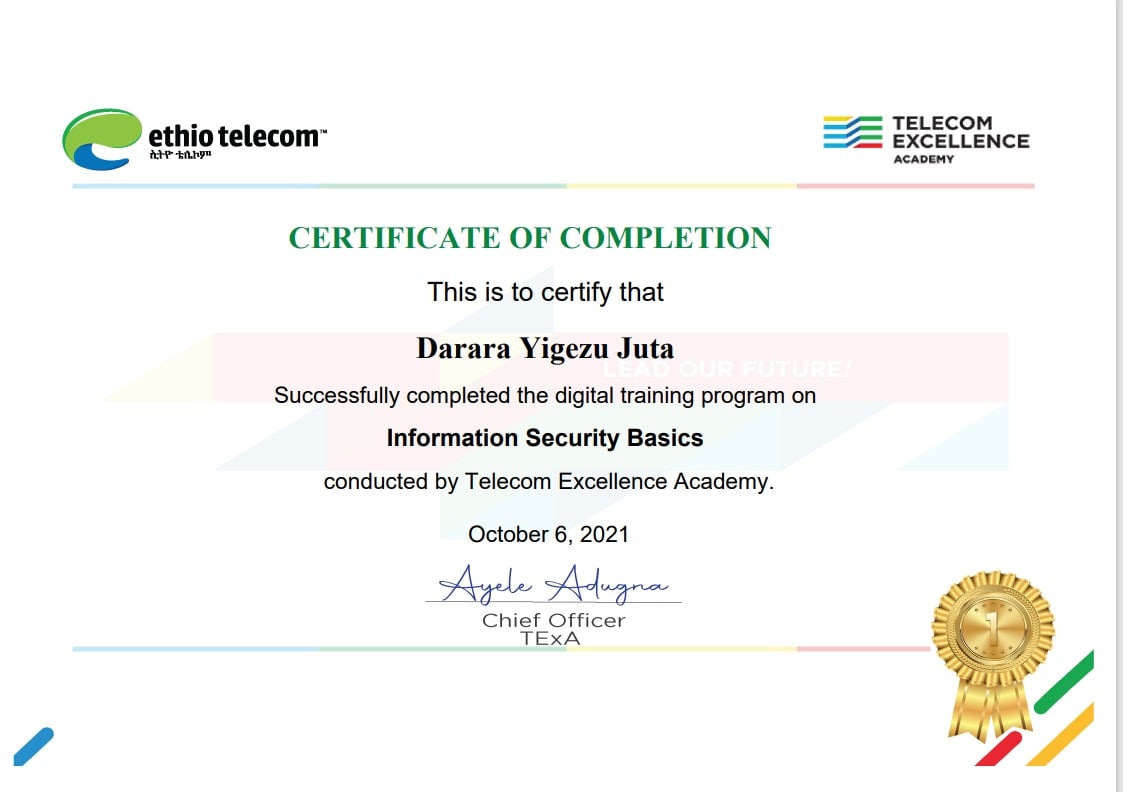 ethio telecom™
ኢትዮ ቴሌኮም
TELECOM
EXCELLENCE
ACADEMY
CERTIFICATE OF COMPLETION
This is to certify that
Darara Yigezu Juta
LEAD OUR FUTURE!
Successfully completed the digital training program on
Information Security Basics
conducted by Telecom Excellence Academy.
October 6, 2021
Ayele Adugna
Chief Officer
TExA
1